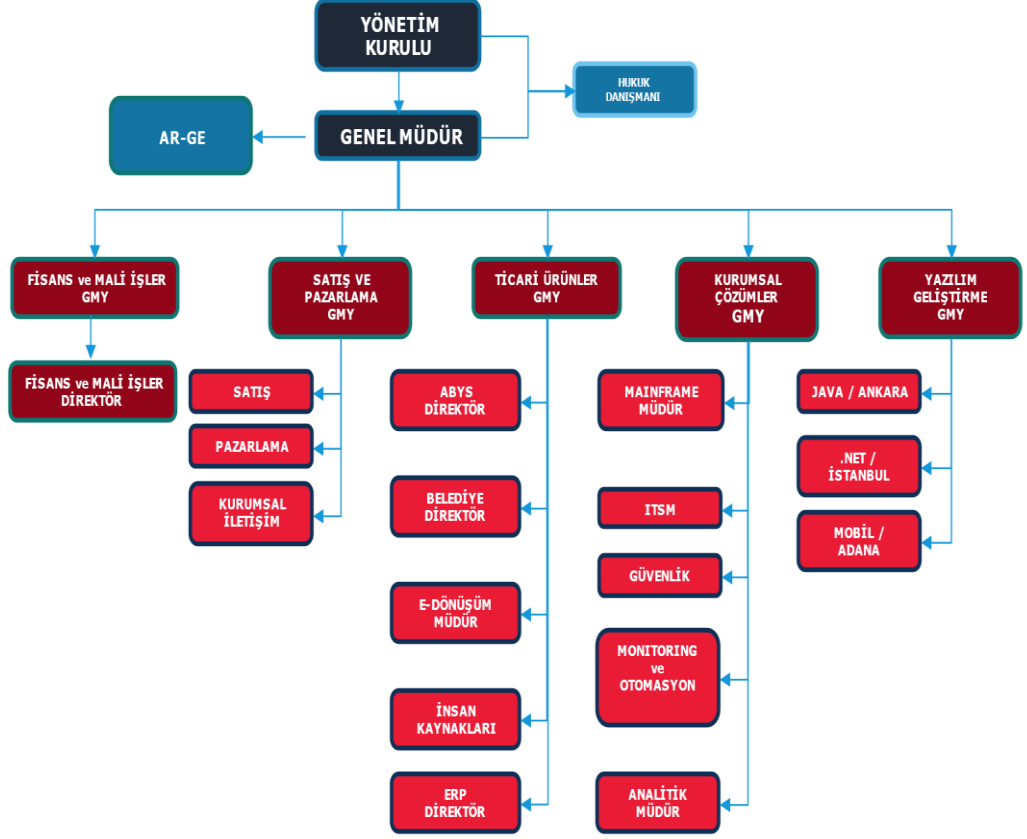 YÖNETİM
KURULU
HUKUK
DANIŞMANI
AR-GE
GENEL MÜDÜR
FİSANS ve MALİ İŞLER
GMY
SATIŞ VE
PAZARLAMA
GMY
TİCARİ ÜRÜNLER
GMY
KURUMSAL
ÇÖZÜMLER
GMY
YAZILIM
GELİŞTİRME
GMY
FİSANS ve MALİ İŞLER
DİREKTÖR
SATIŞ
PAZARLAMA
KURUMSAL
İLETİŞİM
ABYS
DİREKTÖR
BELEDİYE
DİREKTÖR
E-DÖNÜŞÜM
MÜDÜR
İNSAN
KAYNAKLARI
ERP
DİREKTÖR
MAINFRAME
MÜDÜR
ITSM
GÜVENLİK
MONITORING
ve
OTOMASYON
ANALİTİK
MÜDÜR
JAVA / ANKARA
.NET /
İSTANBUL
MOBİL /
ADANA